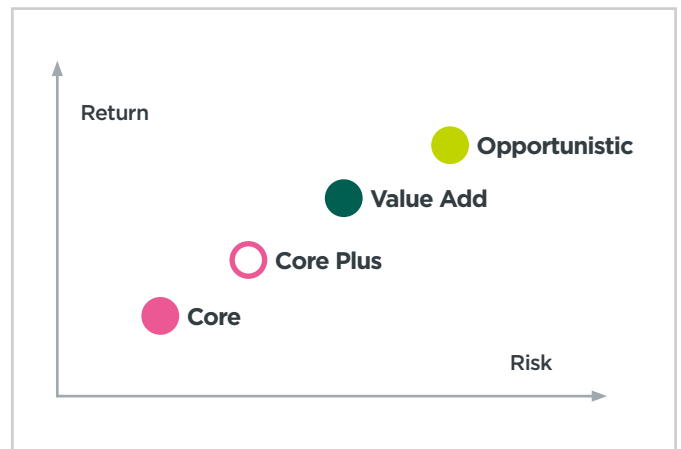 Return
Opportunistic
Value Add
Core Plus
Core
Risk